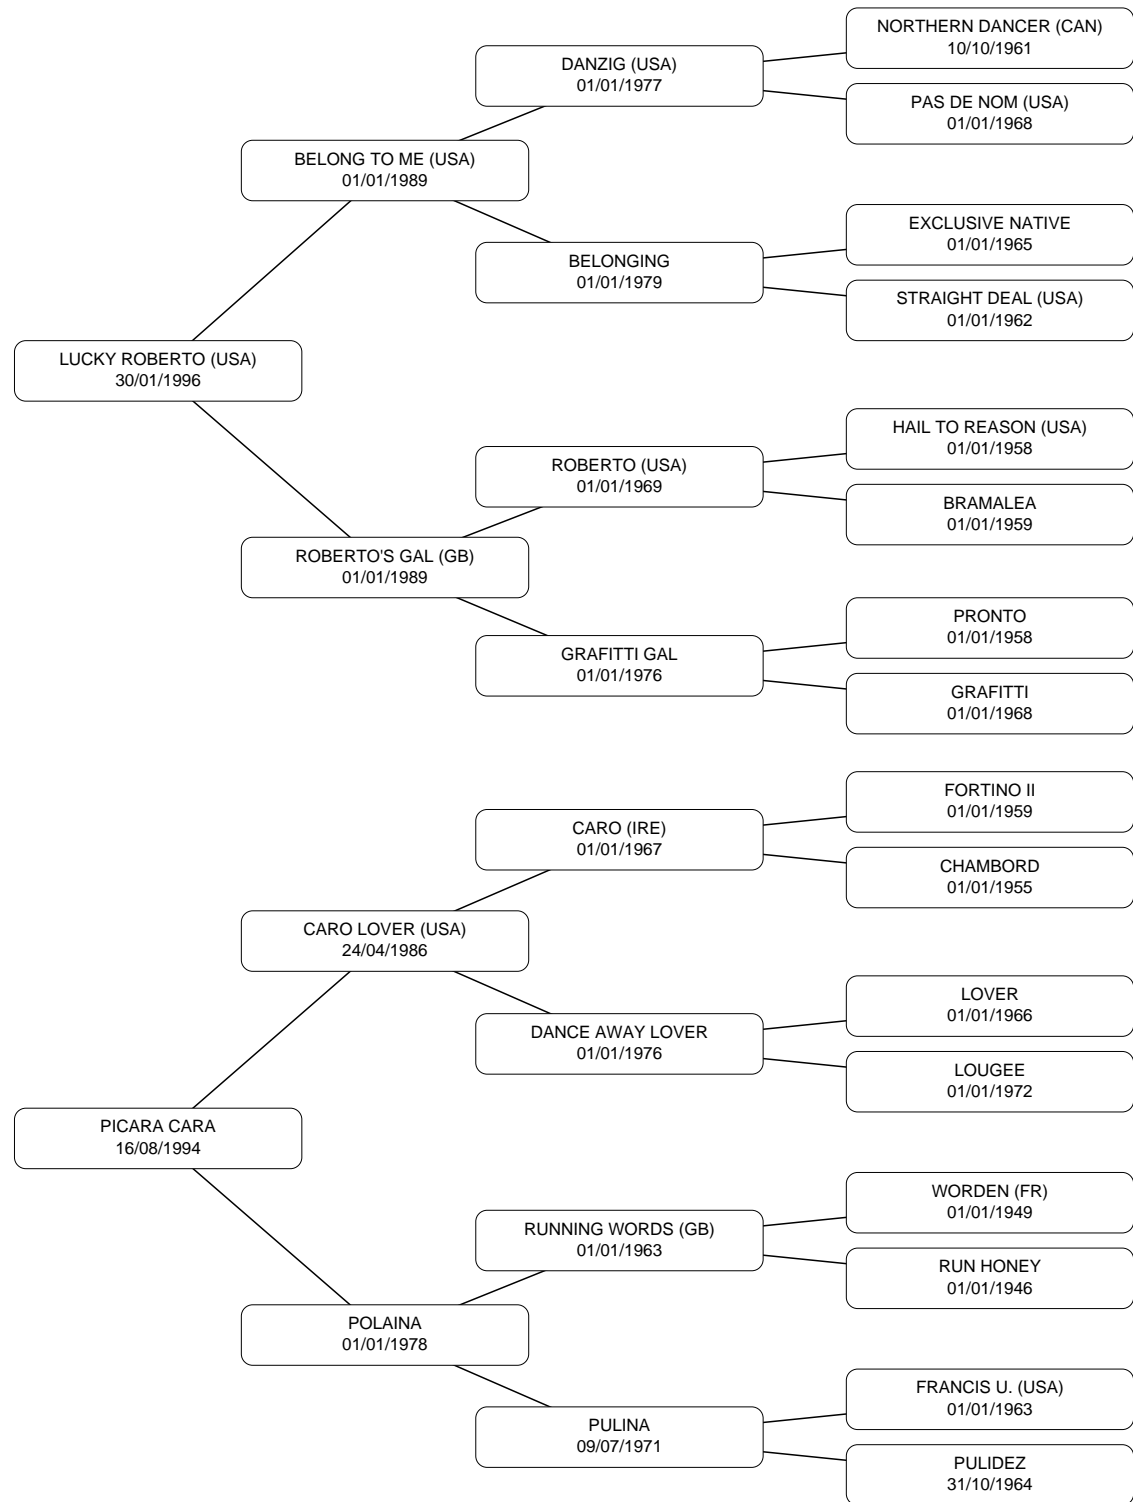 NORTHERN DANCER (CAN)
10/10/1961
DANZIG (USA)
01/01/1977
PAS DE NOM (USA)
01/01/1968
BELONG TO ME (USA)
01/01/1989
EXCLUSIVE NATIVE
01/01/1965
BELONGING
01/01/1979
STRAIGHT DEAL (USA)
01/01/1962
LUCKY ROBERTO (USA)
30/01/1996
HAIL TO REASON (USA)
01/01/1958
ROBERTO (USA)
01/01/1969
BRAMALEA
01/01/1959
ROBERTO'S GAL (GB)
01/01/1989
PRONTO
01/01/1958
GRAFITTI GAL
01/01/1976
GRAFITTI
01/01/1968
FORTINO II
01/01/1959
CARO (IRE)
01/01/1967
CHAMBORD
01/01/1955
CARO LOVER (USA)
24/04/1986
LOVER
01/01/1966
DANCE AWAY LOVER
01/01/1976
LOUGEE
01/01/1972
PICARA CARA
16/08/1994
WORDEN (FR)
01/01/1949
RUNNING WORDS (GB)
01/01/1963
RUN HONEY
01/01/1946
POLAINA
01/01/1978
FRANCIS U. (USA)
01/01/1963
PULINA
09/07/1971
PULIDEZ
31/10/1964